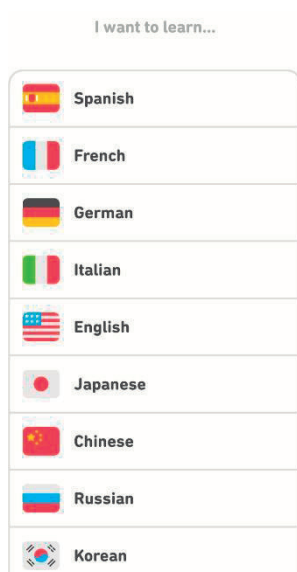 I want to learn...
Spanish
French
German
Italian
English
Japanese
Chinese
Russian
Korean